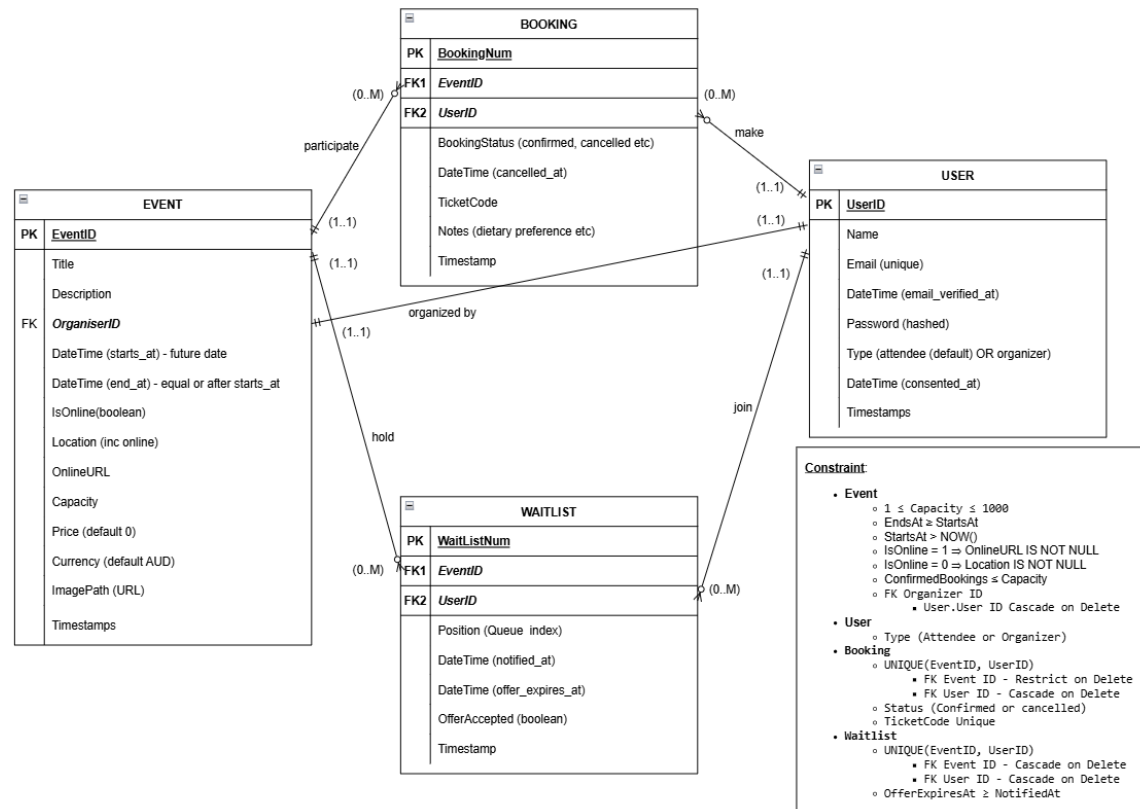 BOOKING
PK BookingNum
FK1 EventID
FK2 UserID
BookingStatus (confirmed, cancelled etc)
DateTime (cancelled_at)
TicketCode
Notes (dietary preference etc)
Timestamp
(0..M)
(0..M)
participate
make
(1..1)
(1..1)
EVENT
PK EventID
Title
Description
FK OrganiserID
DateTime (starts_at) - future date
DateTime (end_at) - equal or after starts_at
IsOnline(boolean)
Location (inc online)
OnlineURL
Capacity
Price (default 0)
Currency (default AUD)
ImagePath (URL)
Timestamps
(1..1)
(1..1)
organized by
(1..1)
(1..1)
USER
PK UserID
Name
Email (unique)
DateTime (email_verified_at)
Password (hashed)
Type (attendee (default) OR organizer)
DateTime (consented_at)
Timestamps
hold
join
(0..M)
(0..M)
WAITLIST
PK WaitListNum
FK1 EventID
FK2 UserID
Position (Queue index)
DateTime (notified_at)
DateTime (offer_expires_at)
OfferAccepted (boolean)
Timestamp
Constraint:
• Event
○ 1 ≤ Capacity ≤ 1000
○ EndsAt ≥ StartsAt
○ StartsAt > NOW()
○ IsOnline = 1 ⇒ OnlineURL IS NOT NULL
○ IsOnline = 0 ⇒ Location IS NOT NULL
○ ConfirmedBookings ≤ Capacity
○ FK Organizer ID
▪ User.User ID Cascade on Delete
• User
○ Type (Attendee or Organizer)
• Booking
○ UNIQUE(EventID, UserID)
▪ FK Event ID - Restrict on Delete
▪ FK User ID - Cascade on Delete
○ Status (Confirmed or cancelled)
○ TicketCode Unique
• Waitlist
○ UNIQUE(EventID, UserID)
▪ FK Event ID - Cascade on Delete
▪ FK User ID - Cascade on Delete
○ OfferExpiresAt ≥ NotifiedAt